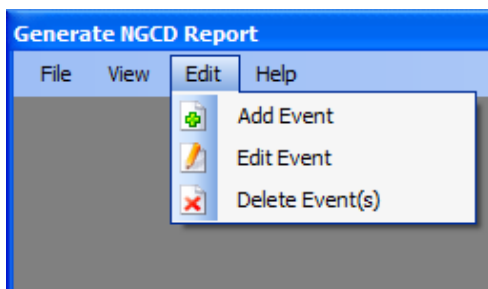 Generate NGCD Report
File View Edit Help
Add Event
Edit Event
Delete Event(s)